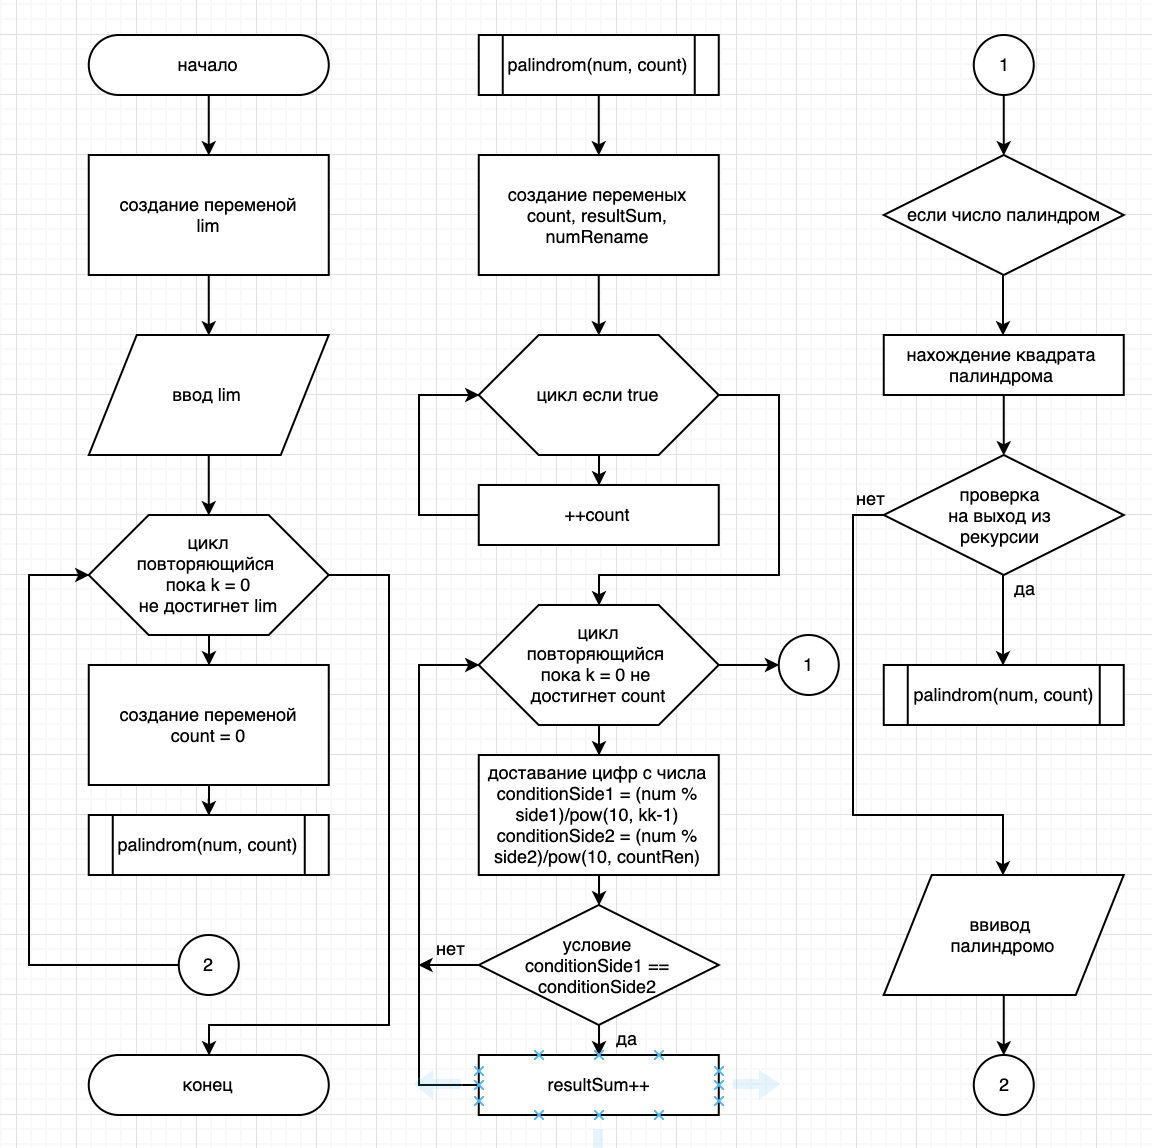 начало
создание переменой
lim
ввод lim
цикл
повторяющийся
пока k = 0
не достигнет lim
создание переменой
count = 0
palindrom(num, count)
2
конец
palindrom(num, count)
создание переменых
count, resultSum,
numRename
цикл если true
++count
цикл
повторяющийся
пока k = 0 не
достигнет count
1
доставание цифр с числа
conditionSide1 = (num %
side1)/pow(10, kk-1)
conditionSide2 = (num %
side2)/pow(10, countRen)
условие
conditionSide1 ==
conditionSide2
нет
да
resultSum++
1
если число палиндром
нахождение квадрата
палиндрома
проверка
на выход из
рекурсии
нет
да
palindrom(num, count)
ввивод
палиндромо
2